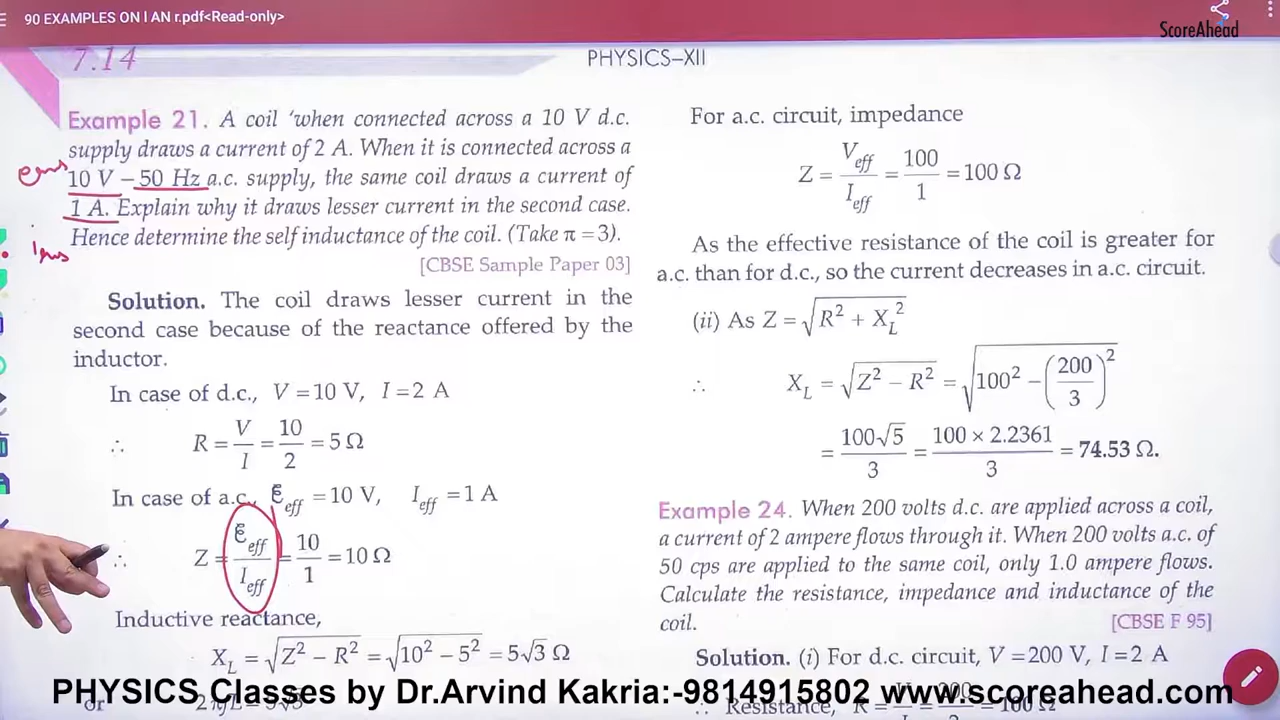 90 EXAMPLES ON l AN r.pdf<Read-only>
ScoreAhead
7.14
PHYSICS–XII
Example 21. A coil ‘when connected across a 10 V d.c.
supply draws a current of 2 A. When it is connected across a
10 V – 50 Hz a.c. supply, the same coil draws a current of
1 A. Explain why it draws lesser current in the second case.
Hence determine the self inductance of the coil. (Take π = 3).
[CBSE Sample Paper 03]
Solution. The coil draws lesser current in the
second case because of the reactance offered by the
inductor.
In case of d.c., V = 10 V, I = 2 A
∴ R = V/I = 10/2 = 5 Ω
In case of a.c., ℰeff = 10 V, Ieff = 1 A
∴ Z = ℰeff/Ieff = 10/1 = 10 Ω
Inductive reactance,
XL = √(Z² – R²) = √(10² – 5²) = 5√3 Ω
or
For a.c. circuit, impedance
Z = Veff/Ieff = 100/1 = 100 Ω
As the effective resistance of the coil is greater for
a.c. than for d.c., so the current decreases in a.c. circuit.
(ii) As Z = √(R² + XL²)
∴ XL = √(Z² – R²) = √(100² – (200/3)²)
= 100√5/3 = 100 × 2.2361/3 = 74.53 Ω.
Example 24. When 200 volts d.c. are applied across a coil,
a current of 2 ampere flows through it. When 200 volts a.c. of
50 cps are applied to the same coil, only 1.0 ampere flows.
Calculate the resistance, impedance and inductance of the
coil.
[CBSE F 95]
Solution. (i) For d.c. circuit, V = 200 V, I = 2 A
∴ Resistance,
PHYSICS Classes by Dr.Arvind Kakria:-9814915802 www.scoreahead.com